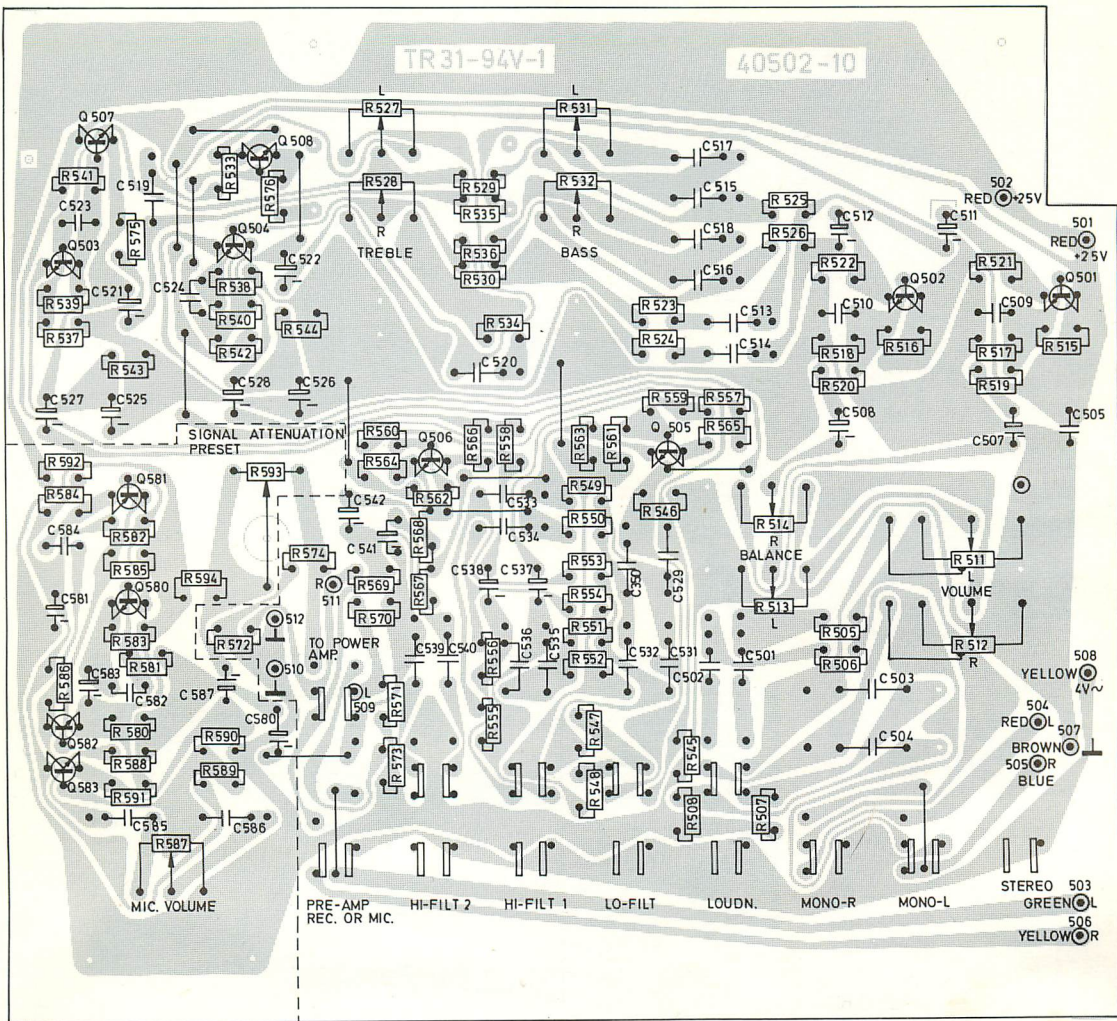 TR31-94V-1 40502-10
L L
R527 R531
Q507
Q508 C517
R533
R541 C519 R528 R529 R532 502
R576 C515 R525 C512 C511 RED +25V
C523 R535
R575 R R 501
Q503 Q504 TREBLE R536 BASS C518 R526 RED
+25V
C522 R530 C516 R522 Q502 R521 Q501
R539 C521 C524 R538
R540 R544 R523 C513 C510 C509
R537 R534
R542 R524 C514 R518 R516 R517 R515
R543 C520 R520 R519
C528 C526 R559 R557
C527 C525 C508 C507 C505
SIGNAL ATTENUATION R560 Q506 R566 R558 R563 R561 Q505 R565
PRESET
R592 R593 R564
R584 Q581 R562 R549
C542 C533 R546
C584 R582 C541 R568 C534 R550 R514
R
R585 R574 R553 BALANCE R511
L
R594 R 511 R569 R567 C538 C537 R554 C350 C529 VOLUME
C581 Q580 R570 R513
L
512 R551 R505 R512
R583 R572 TO POWER R
AMP. C539 C540 R556 C536 C535 R552 C532 C531 C502 C501 R506
R581 510 508
R586 C583 C582 C587 L 509 R571 C503 YELLOW
4V~
Q582 R580 R590 C580 R555 R547 504
RED L
R588 R573 R545 C504 507
BROWN
Q583 R589 R548 505 R
BLUE
R591 R508 R507
C585 C586
R587
STEREO 503
MIC. VOLUME PRE-AMP HI-FILT 2 HI-FILT 1 LO-FILT LOUDN. MONO-R MONO-L GREEN L
REC. OR MIC.
506
YELLOW R